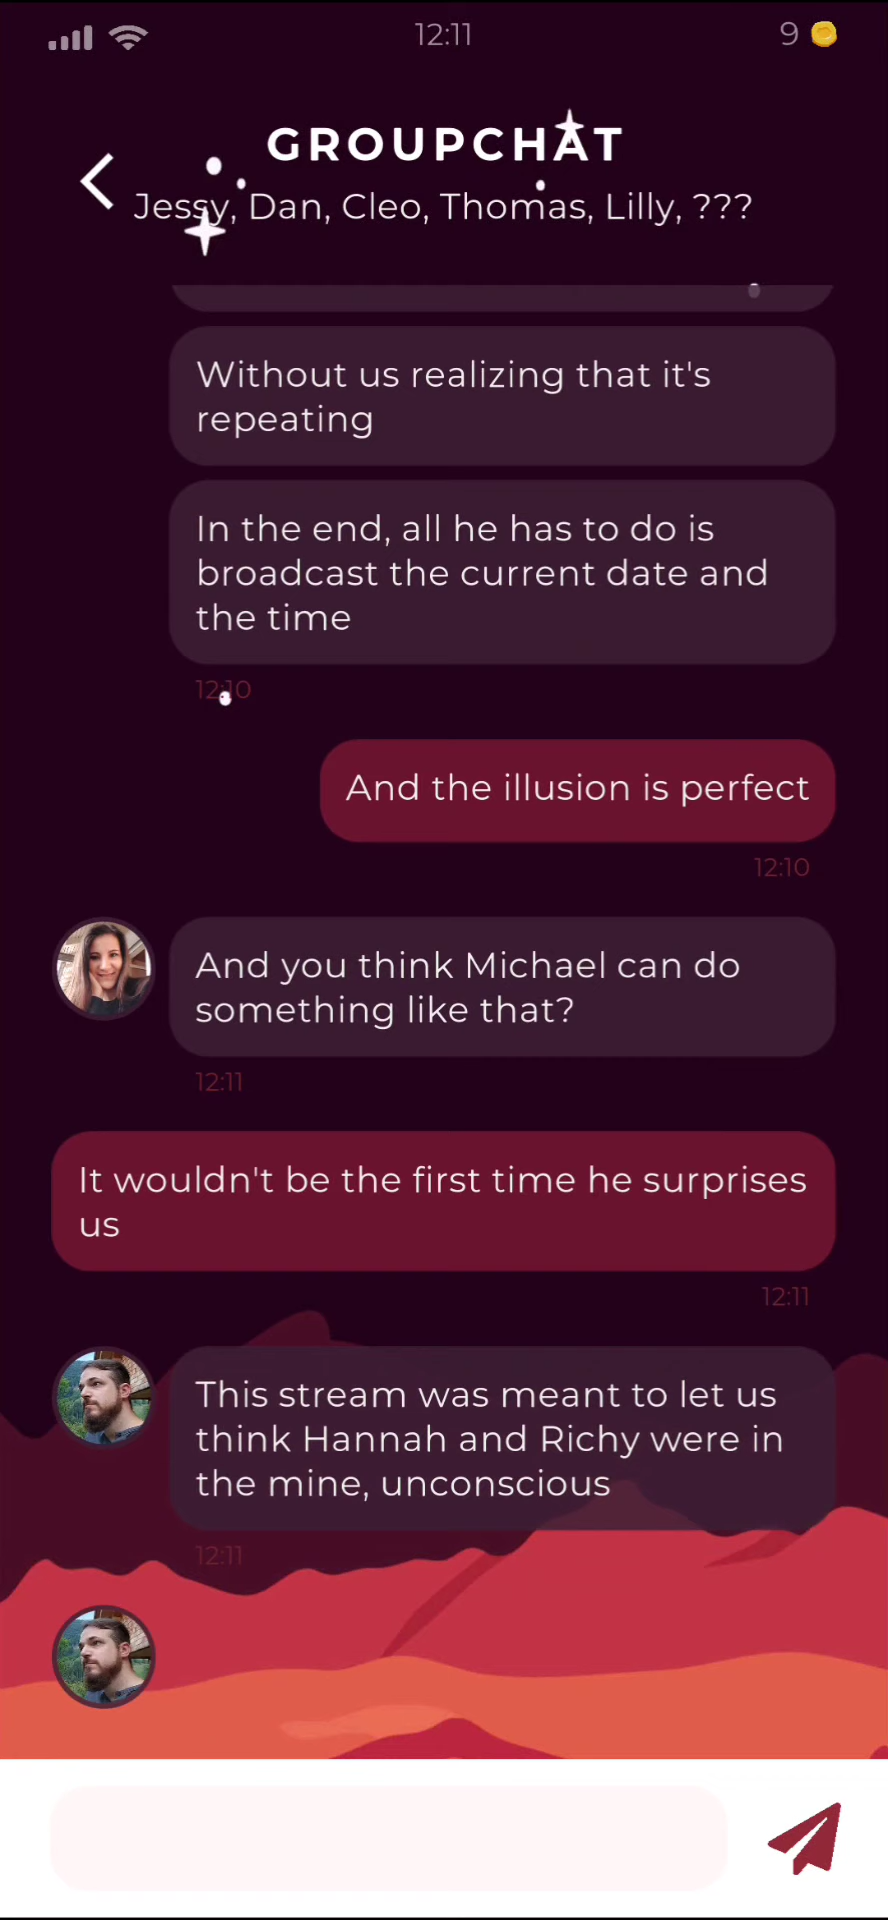 12:11
9
GROUPCHAT
Jessy, Dan, Cleo, Thomas, Lilly, ???
Without us realizing that it's
repeating
In the end, all he has to do is
broadcast the current date and
the time
12:10
And the illusion is perfect
12:10
And you think Michael can do
something like that?
12:11
It wouldn't be the first time he surprises
us
12:11
This stream was meant to let us
think Hannah and Richy were in
the mine, unconscious
12:11